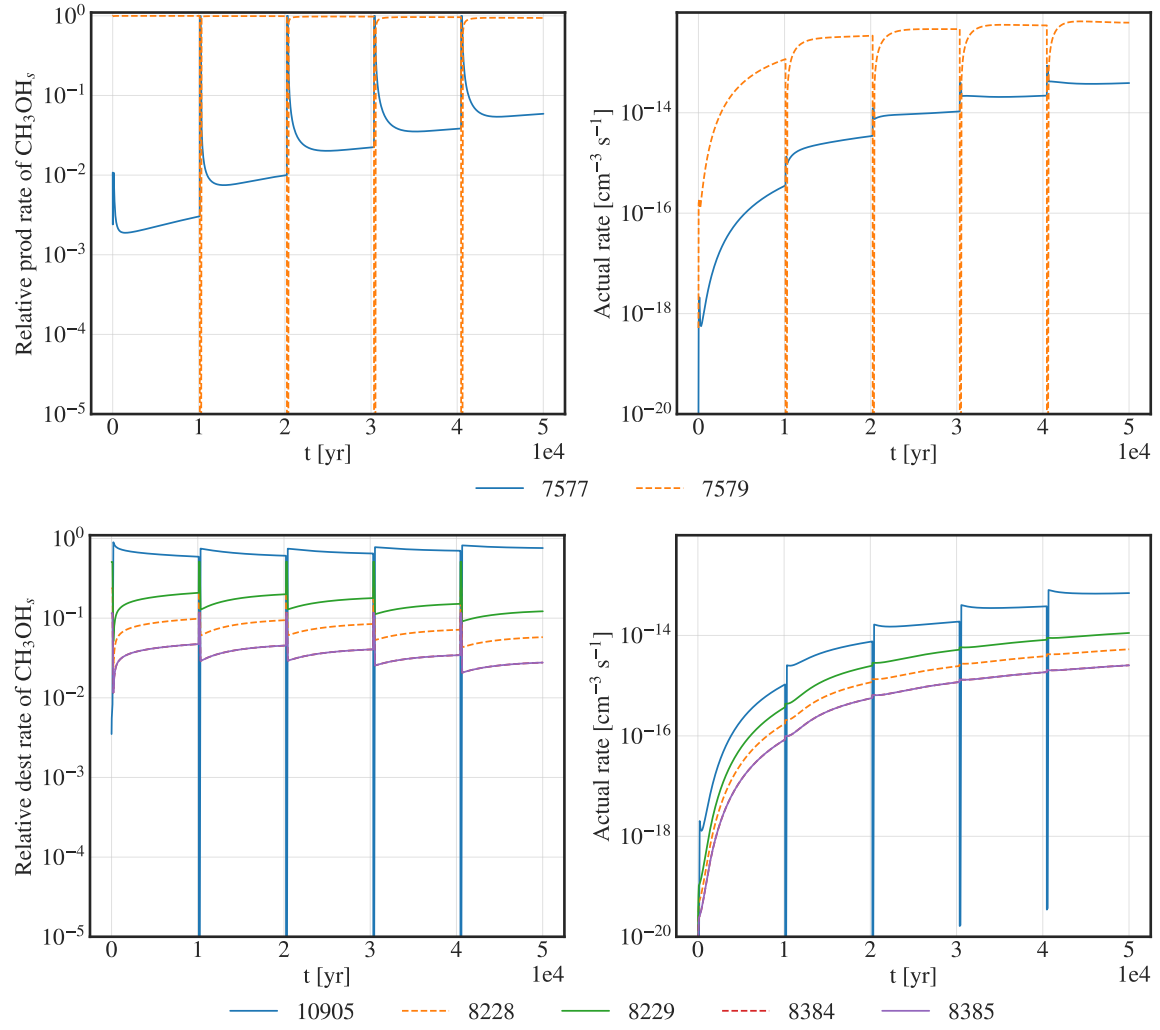 Relative prod rate of CH₃OHₛ
10⁰
10⁻¹
10⁻²
10⁻³
10⁻⁴
10⁻⁵
0 1 2 3 4 5
t [yr]
1e4
Actual rate [cm⁻³ s⁻¹]
10⁻¹⁴
10⁻¹⁶
10⁻¹⁸
10⁻²⁰
0 1 2 3 4 5
t [yr]
1e4
7577 7579
Relative dest rate of CH₃OHₛ
10⁰
10⁻¹
10⁻²
10⁻³
10⁻⁴
10⁻⁵
0 1 2 3 4 5
t [yr]
1e4
Actual rate [cm⁻³ s⁻¹]
10⁻¹⁴
10⁻¹⁶
10⁻¹⁸
10⁻²⁰
0 1 2 3 4 5
t [yr]
1e4
10905 8228 8229 8384 8385